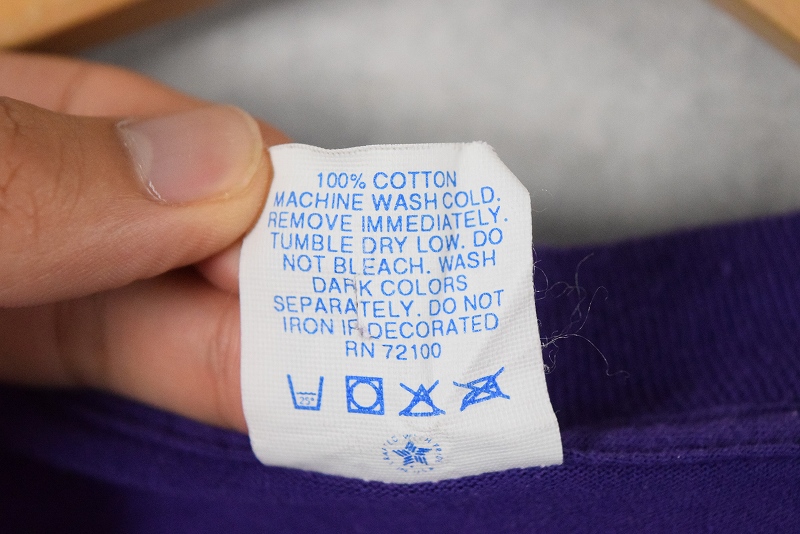 100% COTTON
MACHINE WASH COLD.
REMOVE IMMEDIATELY.
TUMBLE DRY LOW. DO
NOT BLEACH. WASH
DARK COLORS
SEPARATELY. DO NOT
IRON IF DECORATED
RN 72100